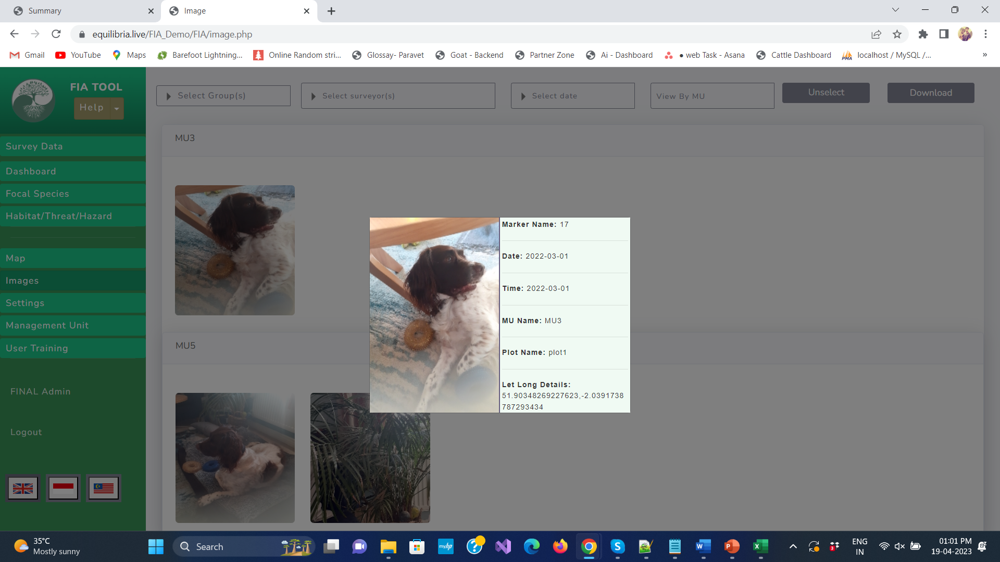 Summary
Image
equilibria.live/FIA_Demo/FIA/image.php
Gmail
YouTube
Maps
Barefoot Lightning...
Online Random stri...
Glossay- Paravet
Goat - Backend
Partner Zone
Ai - Dashboard
● web Task - Asana
Cattle Dashboard
localhost / MySQL /...
»
FIA TOOL
Help
Select Group(s)
Select surveyor(s)
Select date
View By MU
Unselect
Download
Survey Data
Dashboard
Focal Species
Habitat/Threat/Hazard
Map
Images
Settings
Management Unit
User Training
FINAL Admin
Logout
MU3
MU5
Marker Name: 17
Date: 2022-03-01
Time: 2022-03-01
MU Name: MU3
Plot Name: plot1
Let Long Details:
51.90348269227623,-2.0391738
787293434
35°C
Mostly sunny
Search
myhp
3
ENG
IN
01:01 PM
19-04-2023